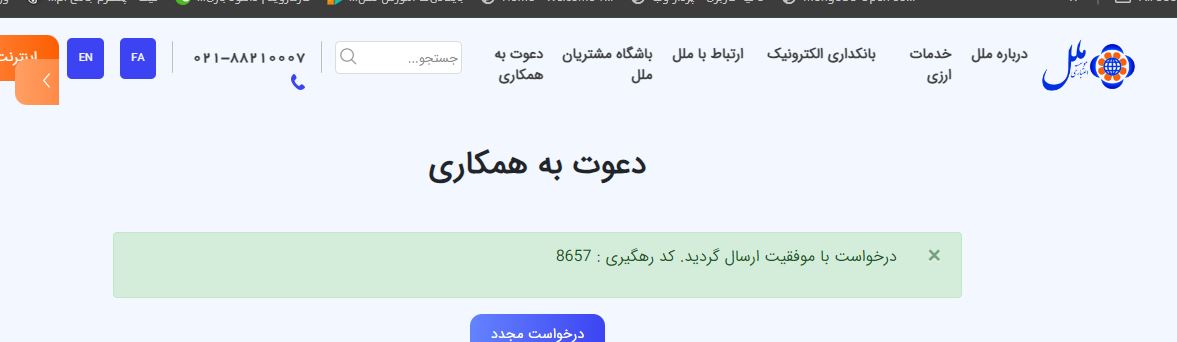 درباره ملل
خدمات ارزی
بانکداری الکترونیک
ارتباط با ملل
باشگاه مشتریان ملل
دعوت به همکاری
جستجو...
۰۲۱-۸۸۲۱۰۰۰۷
FA
EN
اینترنت
دعوت به همکاری
درخواست با موفقیت ارسال گردید. کد رهگیری : 8657
×
درخواست مجدد